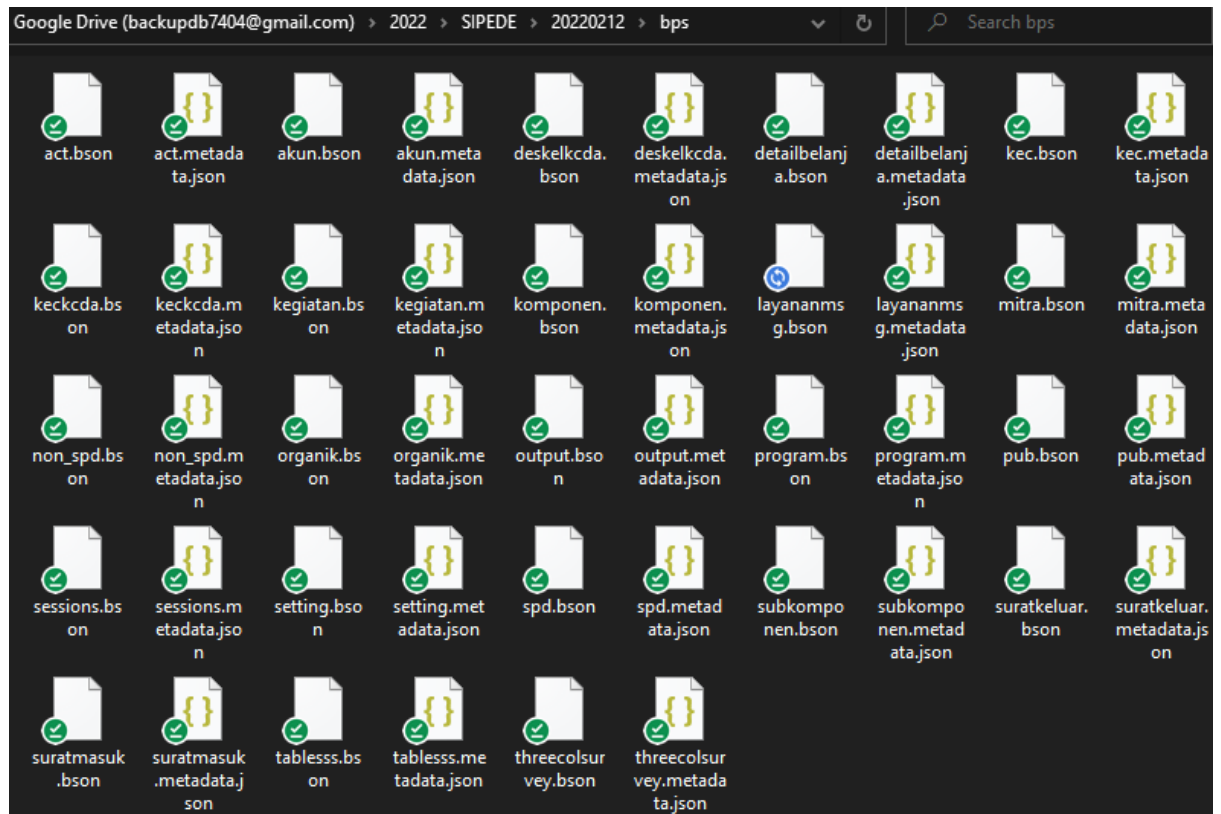 Google Drive (backupdb7404@gmail.com) > 2022 > SIPEDE > 20220212 > bps
Search bps
act.bson
act.metada
ta.json
akun.bson
akun.meta
data.json
deskelkcda.
bson
deskelkcda.
metadata.js
on
detailbelanj
a.bson
detailbelanj
a.metadata
.json
kec.bson
kec.metada
ta.json
keckcda.bs
on
keckcda.m
etadata.jso
n
kegiatan.bs
on
kegiatan.m
etadata.jso
n
komponen.
bson
komponen.
metadata.js
on
layananms
g.bson
layananms
g.metadata
.json
mitra.bson
mitra.meta
data.json
non_spd.bs
on
non_spd.m
etadata.jso
n
organik.bs
on
organik.me
tadata.json
output.bso
n
output.met
adata.json
program.bs
on
program.m
etadata.jso
n
pub.bson
pub.metad
ata.json
sessions.bs
on
sessions.m
etadata.jso
n
setting.bso
n
setting.met
adata.json
spd.bson
spd.metad
ata.json
subkompo
nen.bson
subkompo
nen.metad
ata.json
suratkeluar.
bson
suratkeluar.
metadata.js
on
suratmasuk
.bson
suratmasuk
.metadata.j
son
tablesss.bs
on
tablesss.me
tadata.json
threecolsur
vey.bson
threecolsur
vey.metada
ta.json